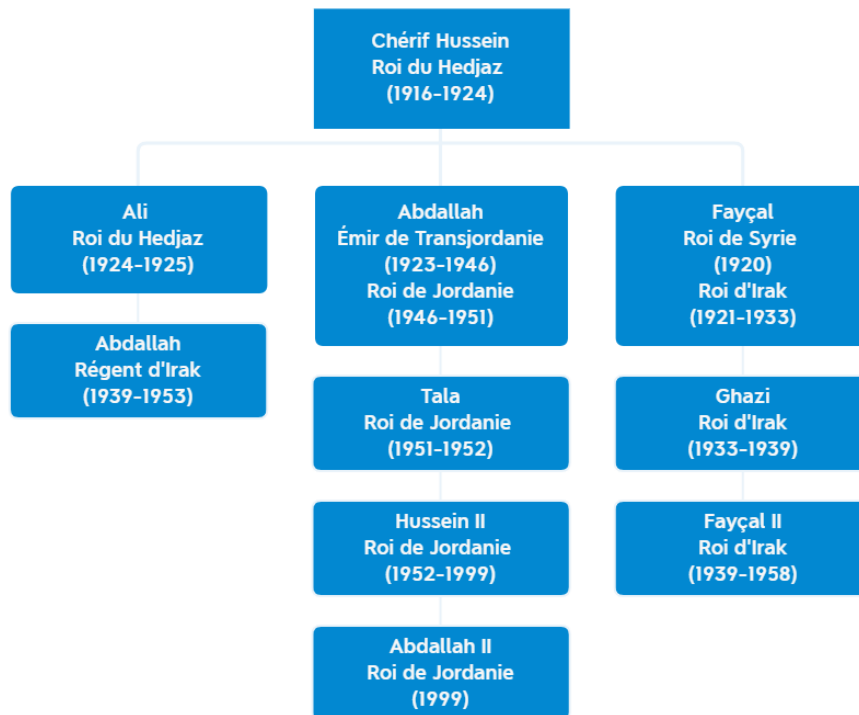 Chérif Hussein
Roi du Hedjaz
(1916-1924)
Ali
Roi du Hedjaz
(1924-1925)
Abdallah
Régent d'Irak
(1939-1953)
Abdallah
Émir de Transjordanie
(1923-1946)
Roi de Jordanie
(1946-1951)
Tala
Roi de Jordanie
(1951-1952)
Hussein II
Roi de Jordanie
(1952-1999)
Abdallah II
Roi de Jordanie
(1999)
Fayçal
Roi de Syrie
(1920)
Roi d'Irak
(1921-1933)
Ghazi
Roi d'Irak
(1933-1939)
Fayçal II
Roi d'Irak
(1939-1958)